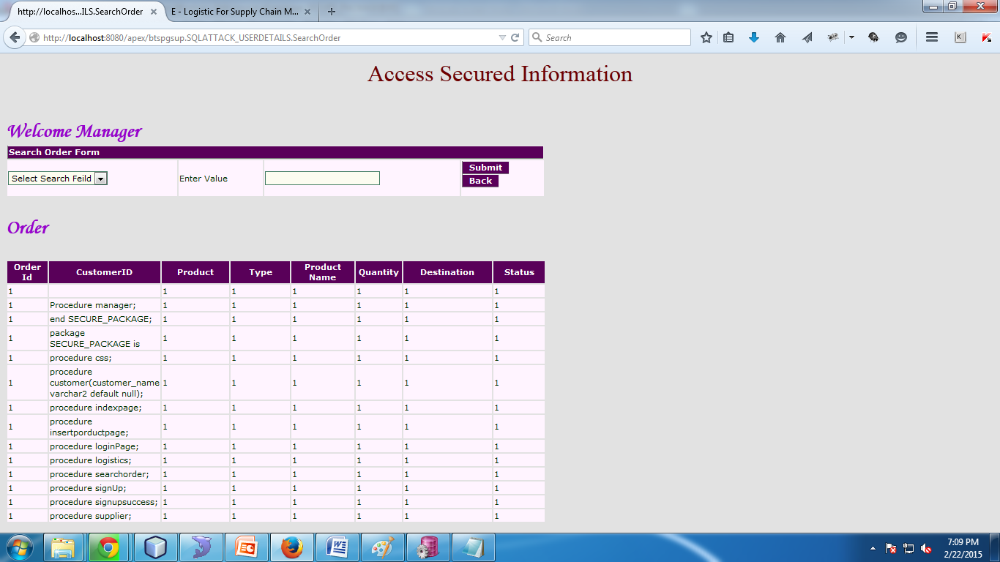 http://localhos...ILS.SearchOrder
E - Logistic For Supply Chain M...
http://localhost:8080/apex/btspgsup.SQLATTACK_USERDETAILS.SearchOrder
Search
Access Secured Information
Welcome Manager
Search Order Form
Select Search Feild Enter Value Submit
Back
Order
Order Id CustomerID Product Type Product Name Quantity Destination Status
1 1 1 1 1 1 1
1 Procedure manager; 1 1 1 1 1 1
1 end SECURE_PACKAGE; 1 1 1 1 1 1
1 package SECURE_PACKAGE is 1 1 1 1 1 1
1 procedure css; 1 1 1 1 1 1
1 procedure customer(customer_name varchar2 default null); 1 1 1 1 1 1
1 procedure indexpage; 1 1 1 1 1 1
1 procedure insertporductpage; 1 1 1 1 1 1
1 procedure loginPage; 1 1 1 1 1 1
1 procedure logistics; 1 1 1 1 1 1
1 procedure searchorder; 1 1 1 1 1 1
1 procedure signUp; 1 1 1 1 1 1
1 procedure signupsuccess; 1 1 1 1 1 1
1 procedure supplier; 1 1 1 1 1 1
7:09 PM
2/22/2015